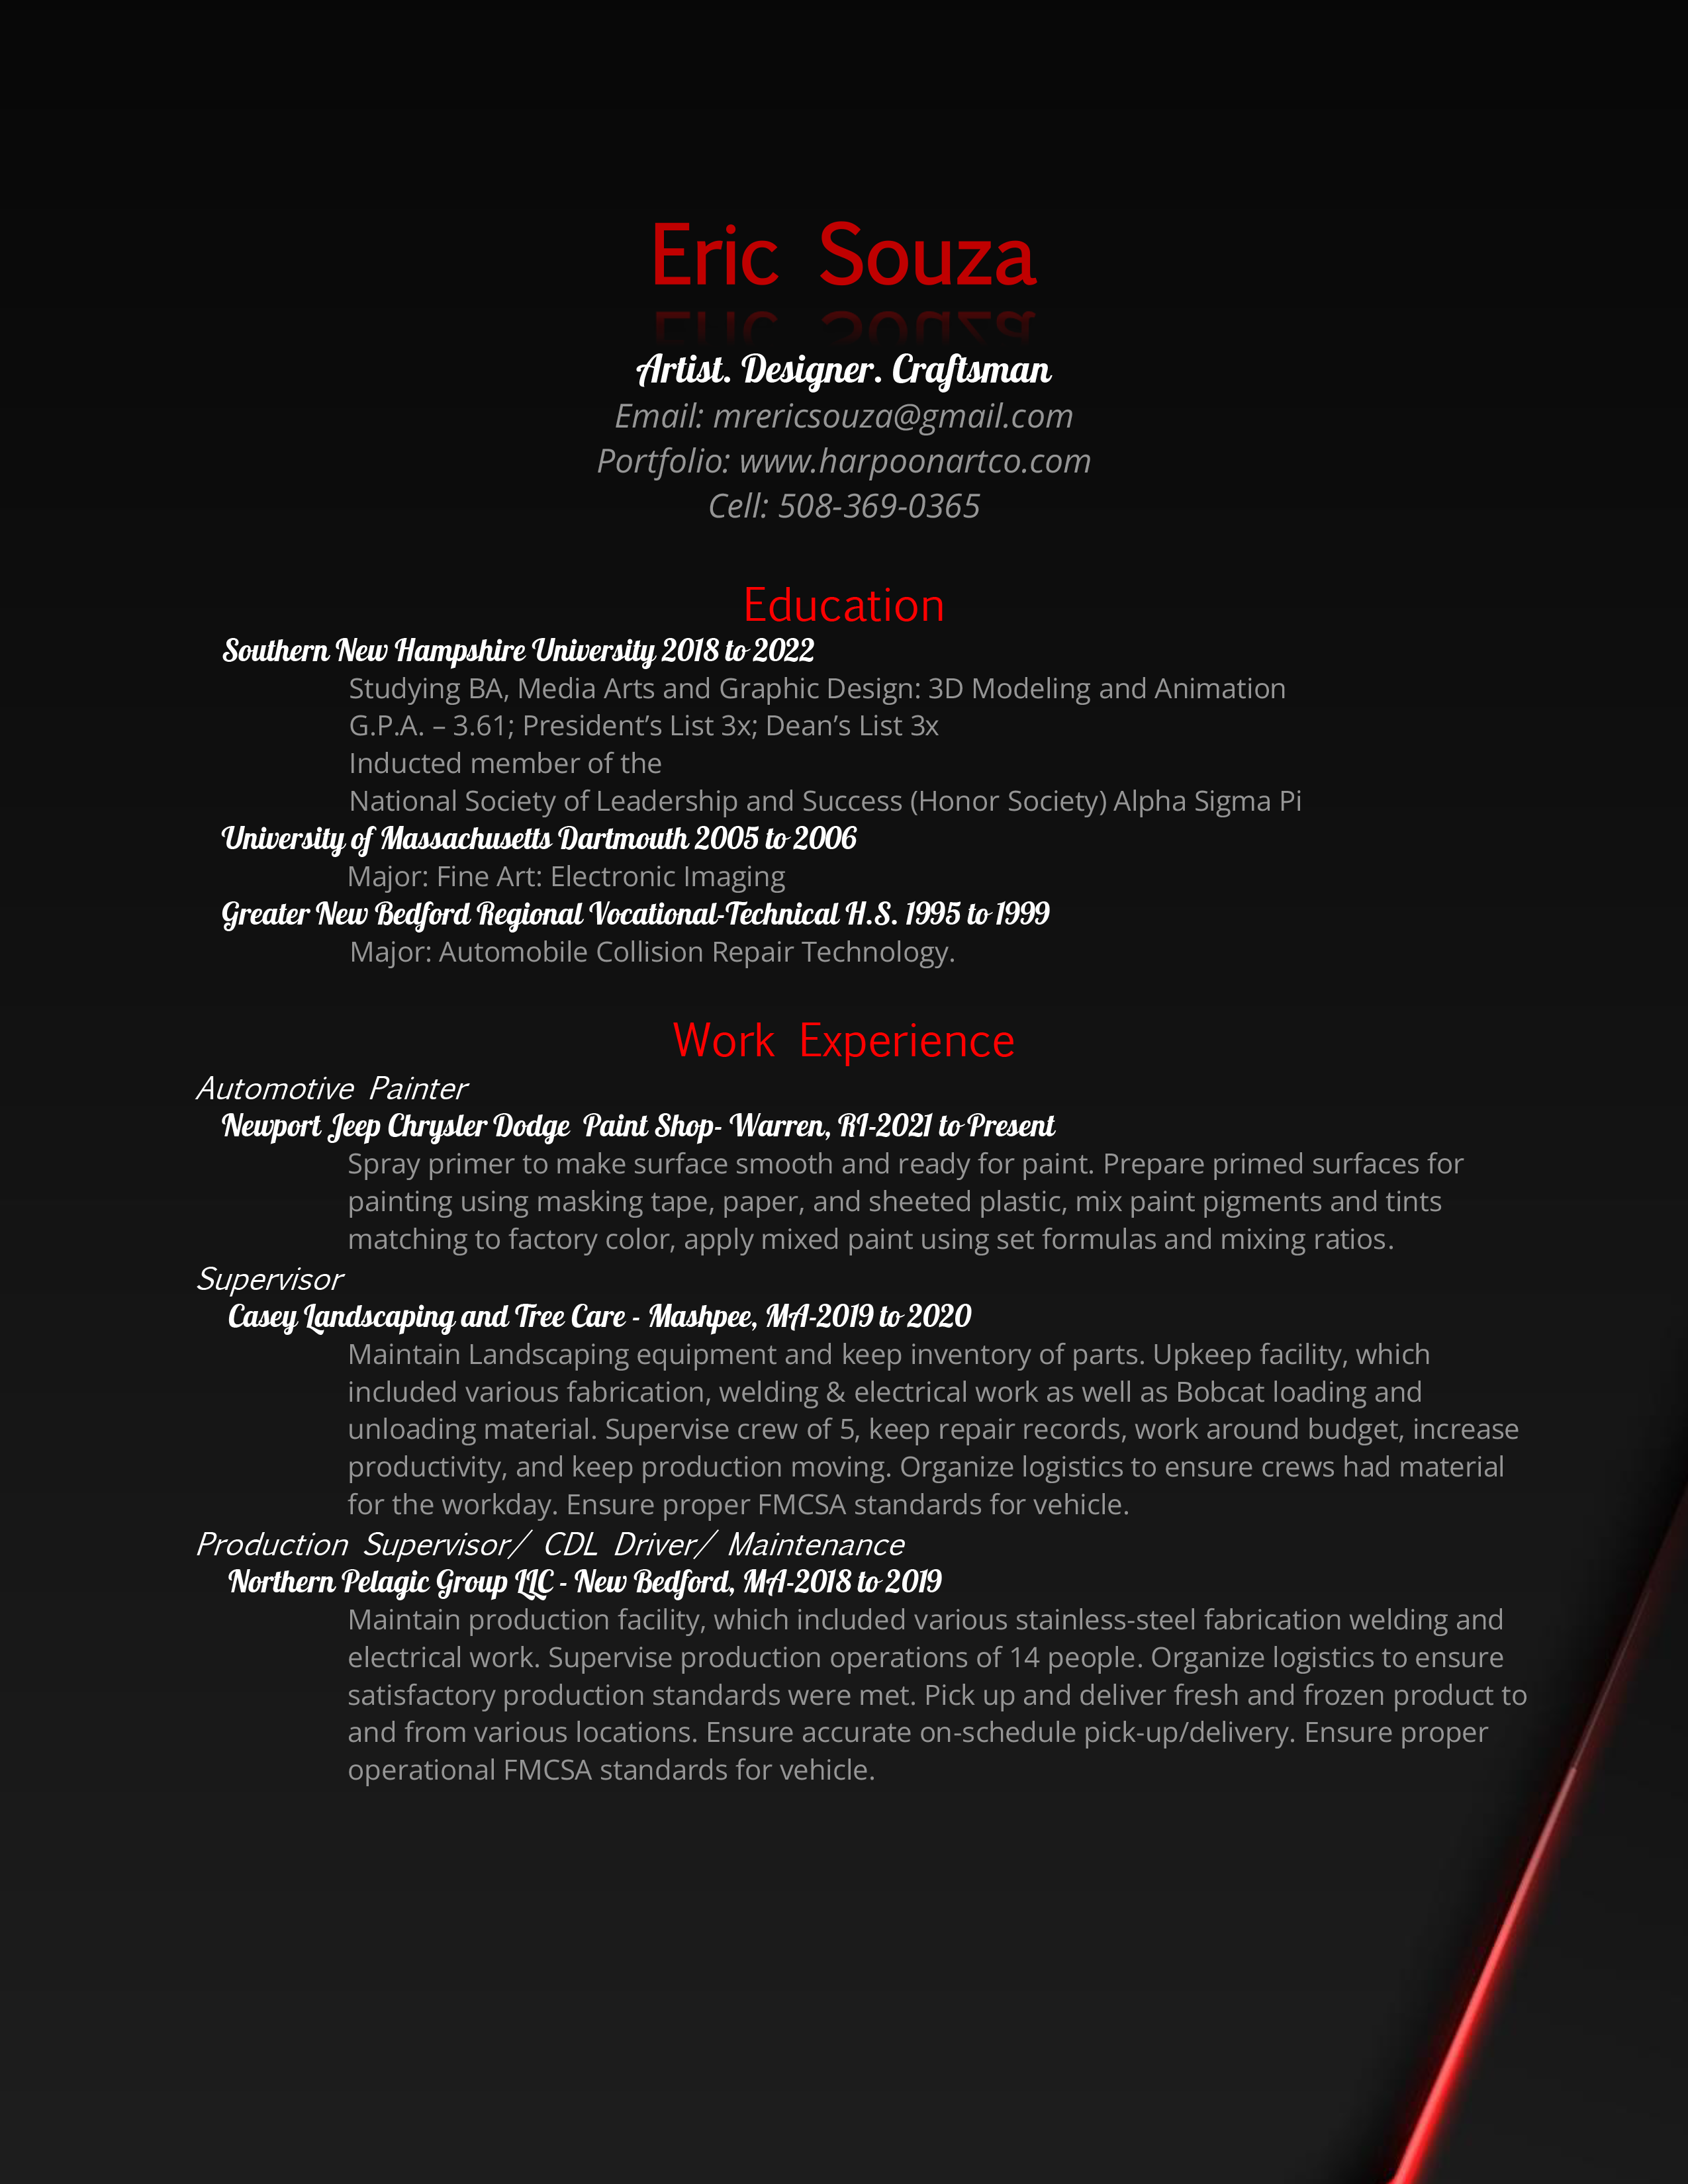 Eric Souza
Artist. Designer. Craftsman
Email: mrericsouza@gmail.com
Portfolio: www.harpoonartco.com
Cell: 508-369-0365
Education
Southern New Hampshire University 2018 to 2022
Studying BA, Media Arts and Graphic Design: 3D Modeling and Animation
G.P.A. – 3.61; President’s List 3x; Dean’s List 3x
Inducted member of the
National Society of Leadership and Success (Honor Society) Alpha Sigma Pi
University of Massachusetts Dartmouth 2005 to 2006
Major: Fine Art: Electronic Imaging
Greater New Bedford Regional Vocational-Technical H.S. 1995 to 1999
Major: Automobile Collision Repair Technology.
Work Experience
Automotive Painter
Newport Jeep Chrysler Dodge Paint Shop- Warren, RI-2021 to Present
Spray primer to make surface smooth and ready for paint. Prepare primed surfaces for
painting using masking tape, paper, and sheeted plastic, mix paint pigments and tints
matching to factory color, apply mixed paint using set formulas and mixing ratios.
Supervisor
Casey Landscaping and Tree Care - Mashpee, MA-2019 to 2020
Maintain Landscaping equipment and keep inventory of parts. Upkeep facility, which
included various fabrication, welding & electrical work as well as Bobcat loading and
unloading material. Supervise crew of 5, keep repair records, work around budget, increase
productivity, and keep production moving. Organize logistics to ensure crews had material
for the workday. Ensure proper FMCSA standards for vehicle.
Production Supervisor/ CDL Driver/ Maintenance
Northern Pelagic Group LLC - New Bedford, MA-2018 to 2019
Maintain production facility, which included various stainless-steel fabrication welding and
electrical work. Supervise production operations of 14 people. Organize logistics to ensure
satisfactory production standards were met. Pick up and deliver fresh and frozen product to
and from various locations. Ensure accurate on-schedule pick-up/delivery. Ensure proper
operational FMCSA standards for vehicle.